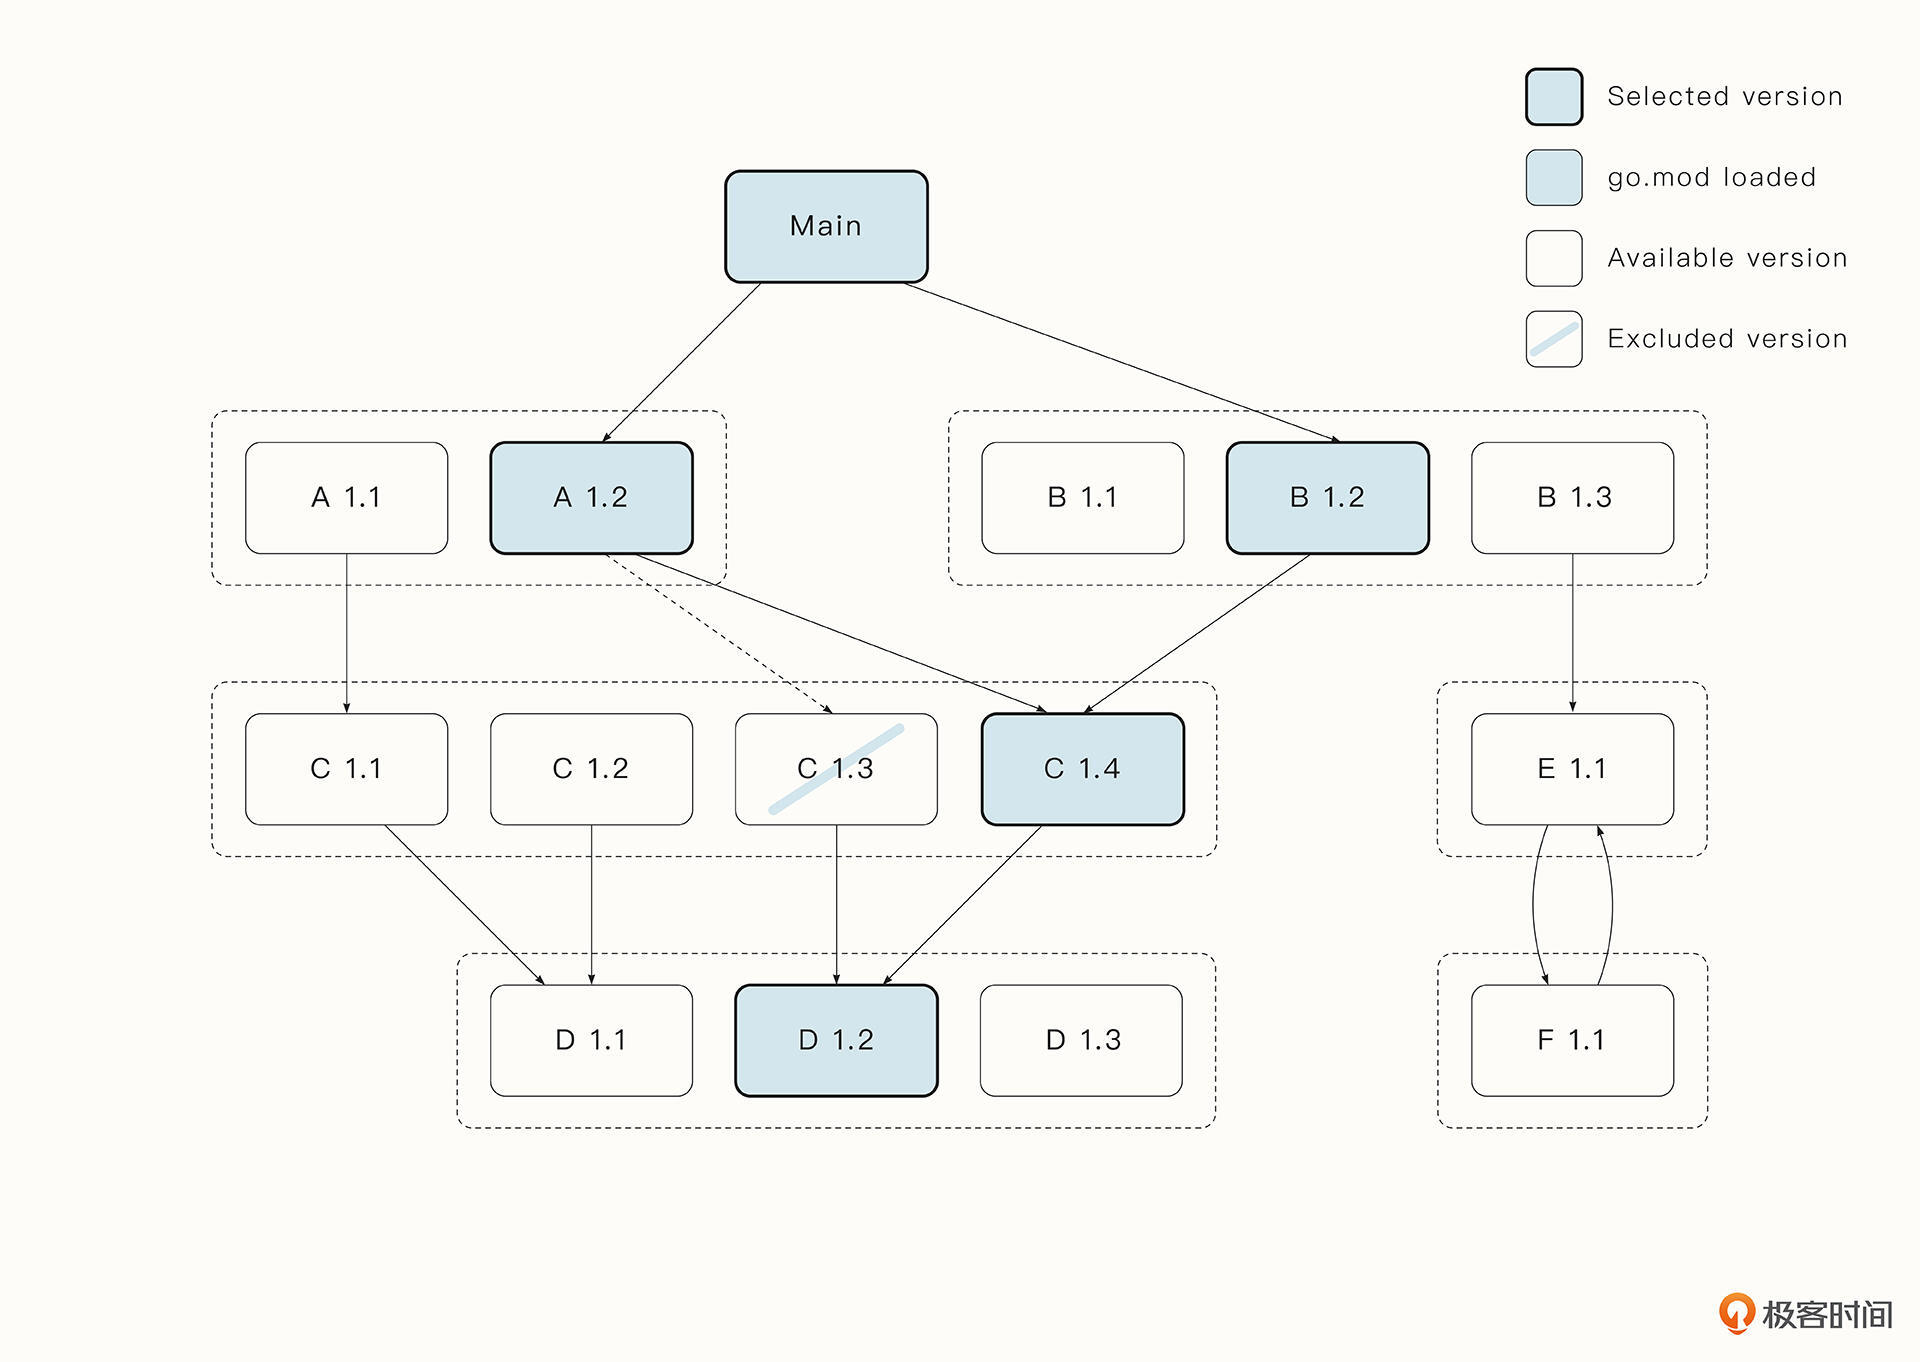 Selected version
go.mod loaded
Available version
Excluded version
Main
A 1.1
A 1.2
B 1.1
B 1.2
B 1.3
C 1.1
C 1.2
C 1.3
C 1.4
E 1.1
D 1.1
D 1.2
D 1.3
F 1.1
极客时间